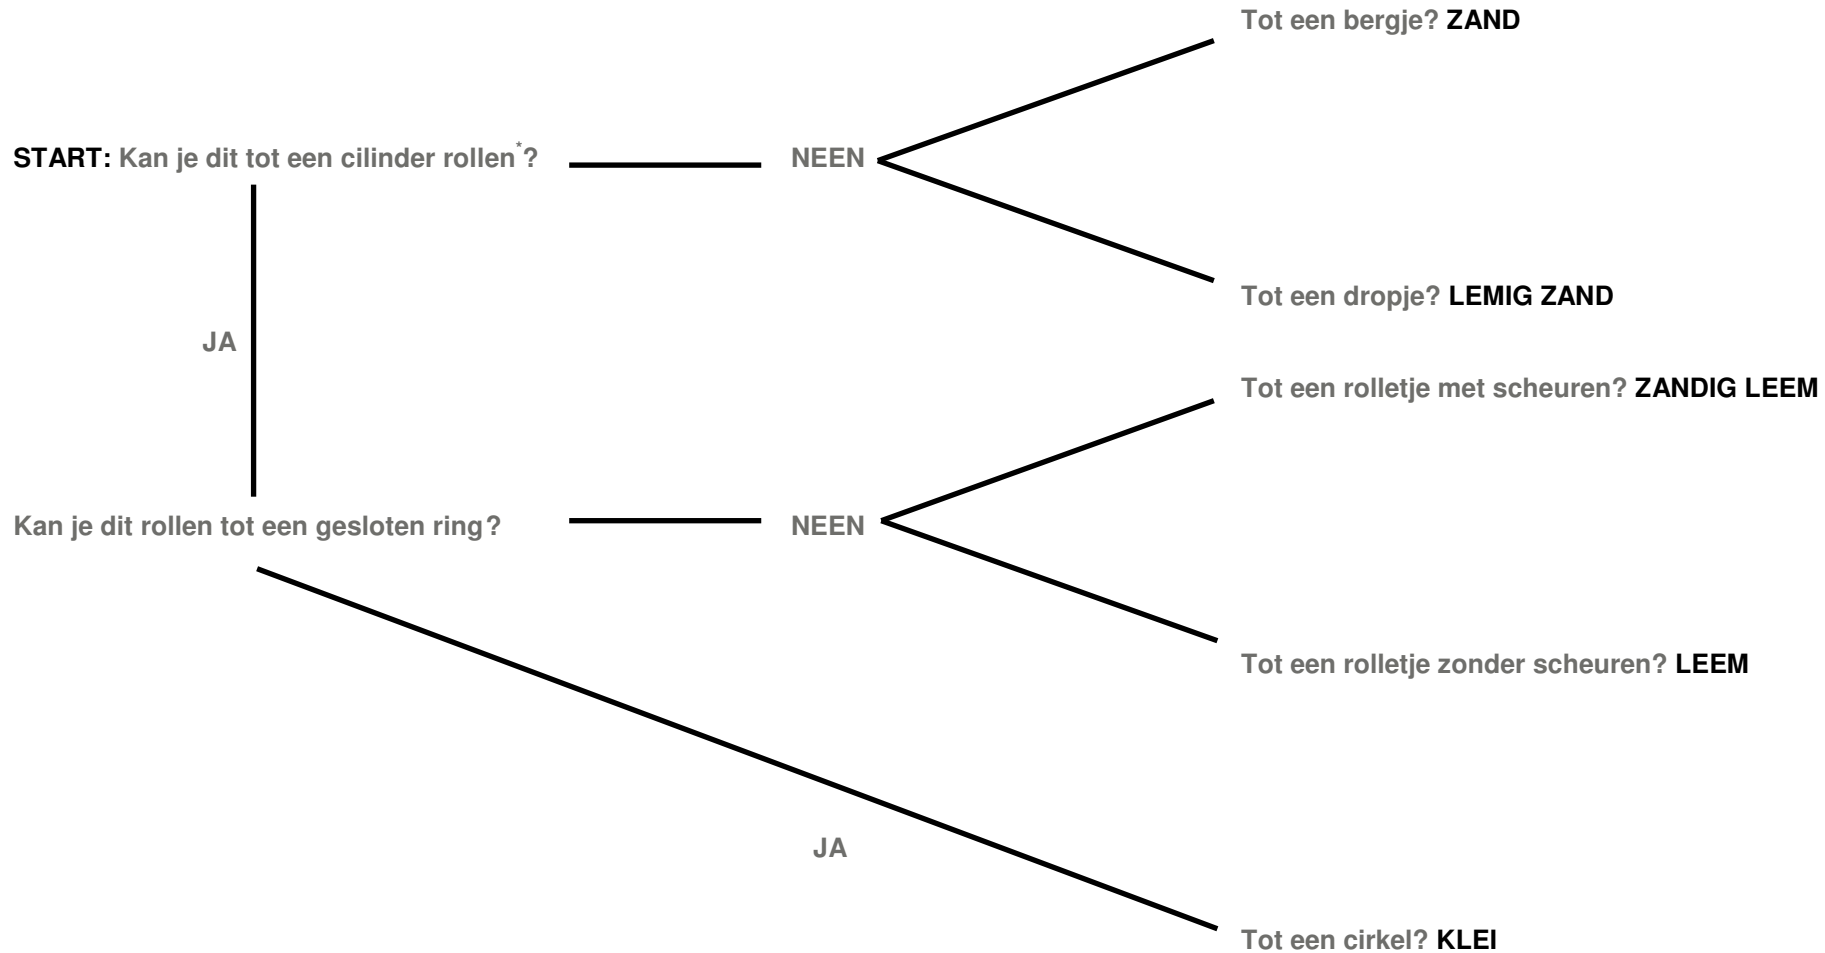 Tot een bergje? ZAND
START: Kan je dit tot een cilinder rollen*?
NEEN
Tot een dropje? LEMIG ZAND
JA
Tot een rolletje met scheuren? ZANDIG LEEM
Kan je dit rollen tot een gesloten ring?
NEEN
Tot een rolletje zonder scheuren? LEEM
JA
Tot een cirkel? KLEI